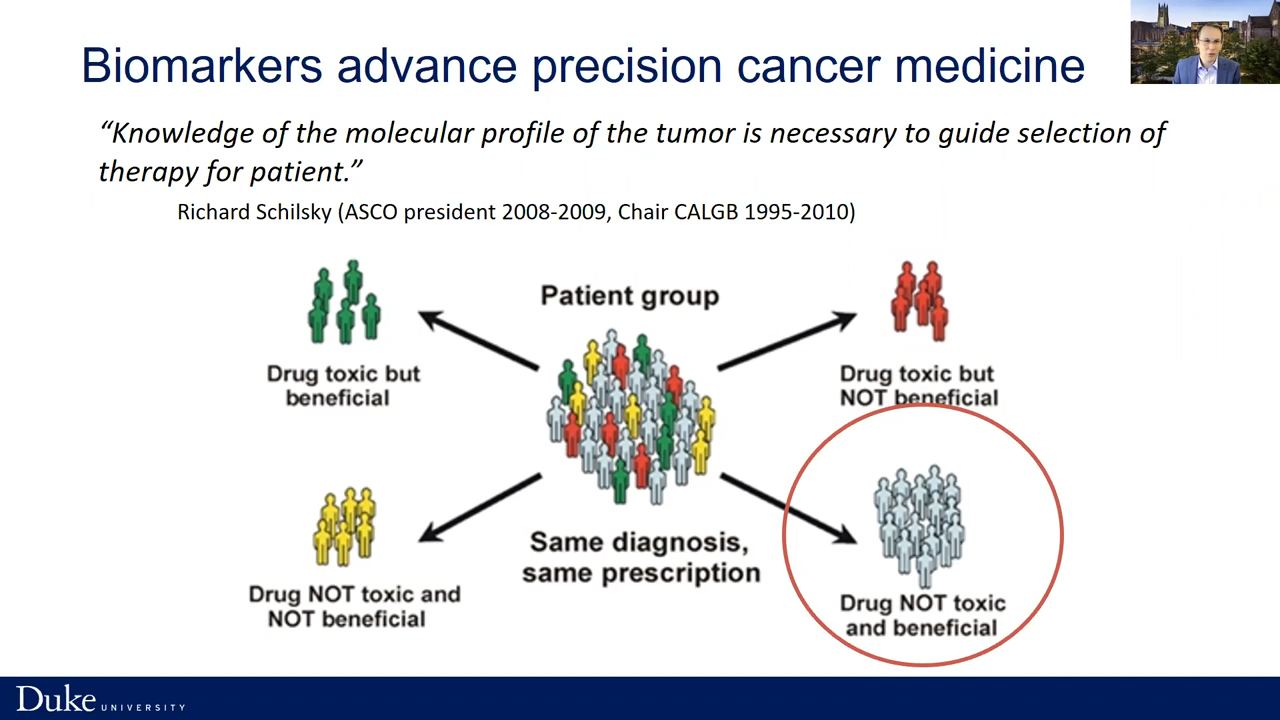 Biomarkers advance precision cancer medicine
“Knowledge of the molecular profile of the tumor is necessary to guide selection of
therapy for patient.”
Richard Schilsky (ASCO president 2008-2009, Chair CALGB 1995-2010)
Patient group
Drug toxic but
beneficial
Drug toxic but
NOT beneficial
Same diagnosis,
same prescription
Drug NOT toxic and
NOT beneficial
Drug NOT toxic
and beneficial
Duke UNIVERSITY